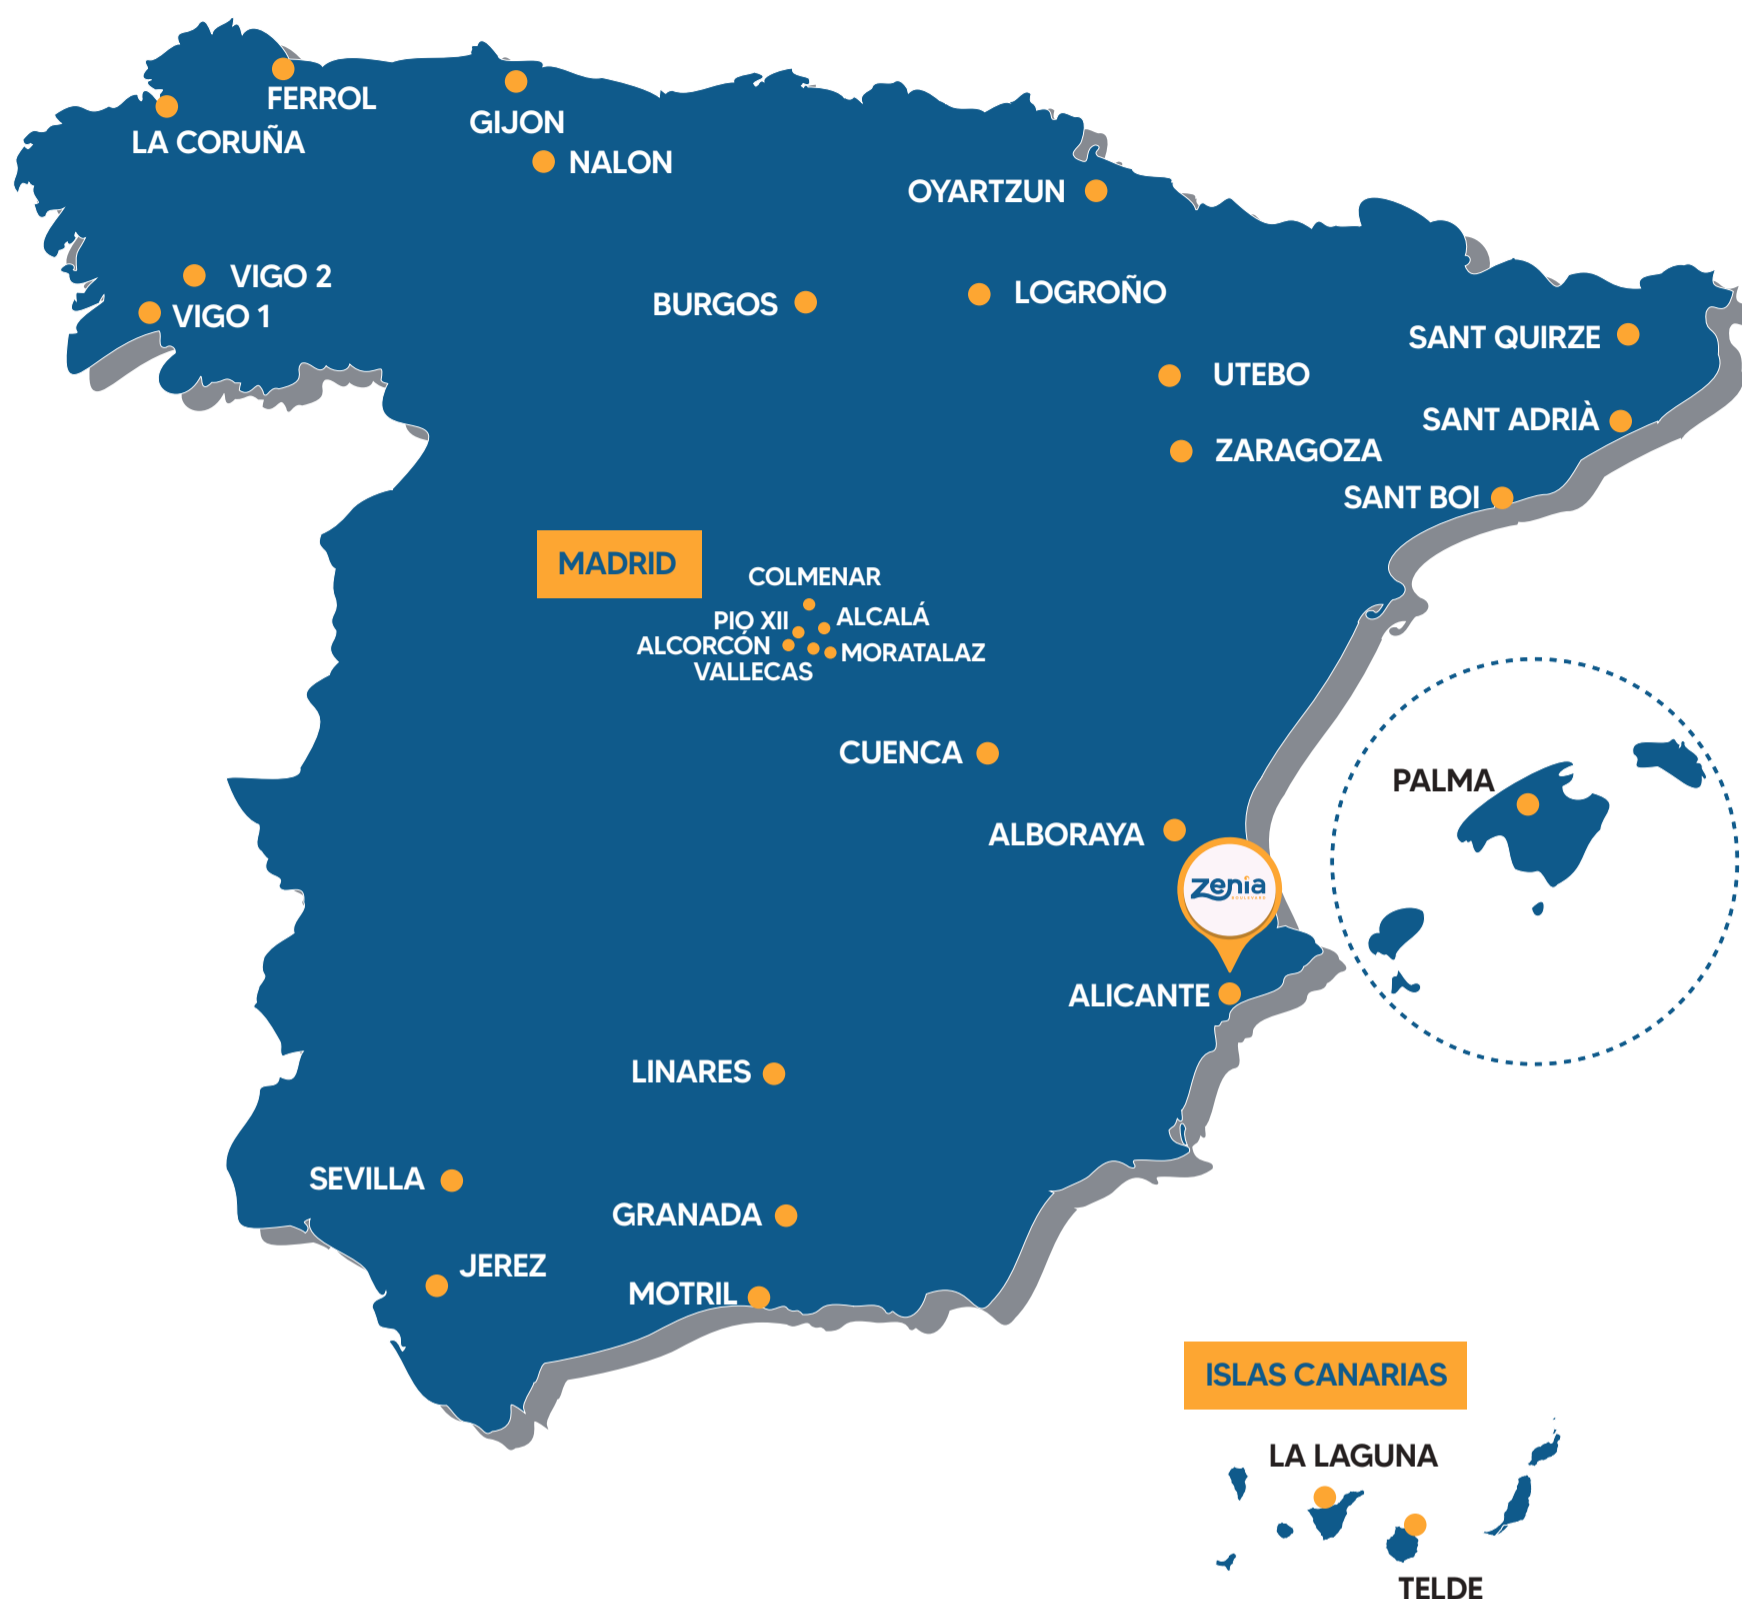 FERROL
LA CORUÑA
GIJON
NALON
OYARTZUN
VIGO 2
VIGO 1
BURGOS
LOGROÑO
SANT QUIRZE
UTEBO
SANT ADRIÀ
ZARAGOZA
SANT BOI
MADRID
COLMENAR
PIO XII
ALCALÁ
ALCORCÓN
MORATALAZ
VALLECAS
CUENCA
PALMA
ALBORAYA
zenia
BOULEVARD
ALICANTE
LINARES
SEVILLA
GRANADA
JEREZ
MOTRIL
ISLAS CANARIAS
LA LAGUNA
TELDE